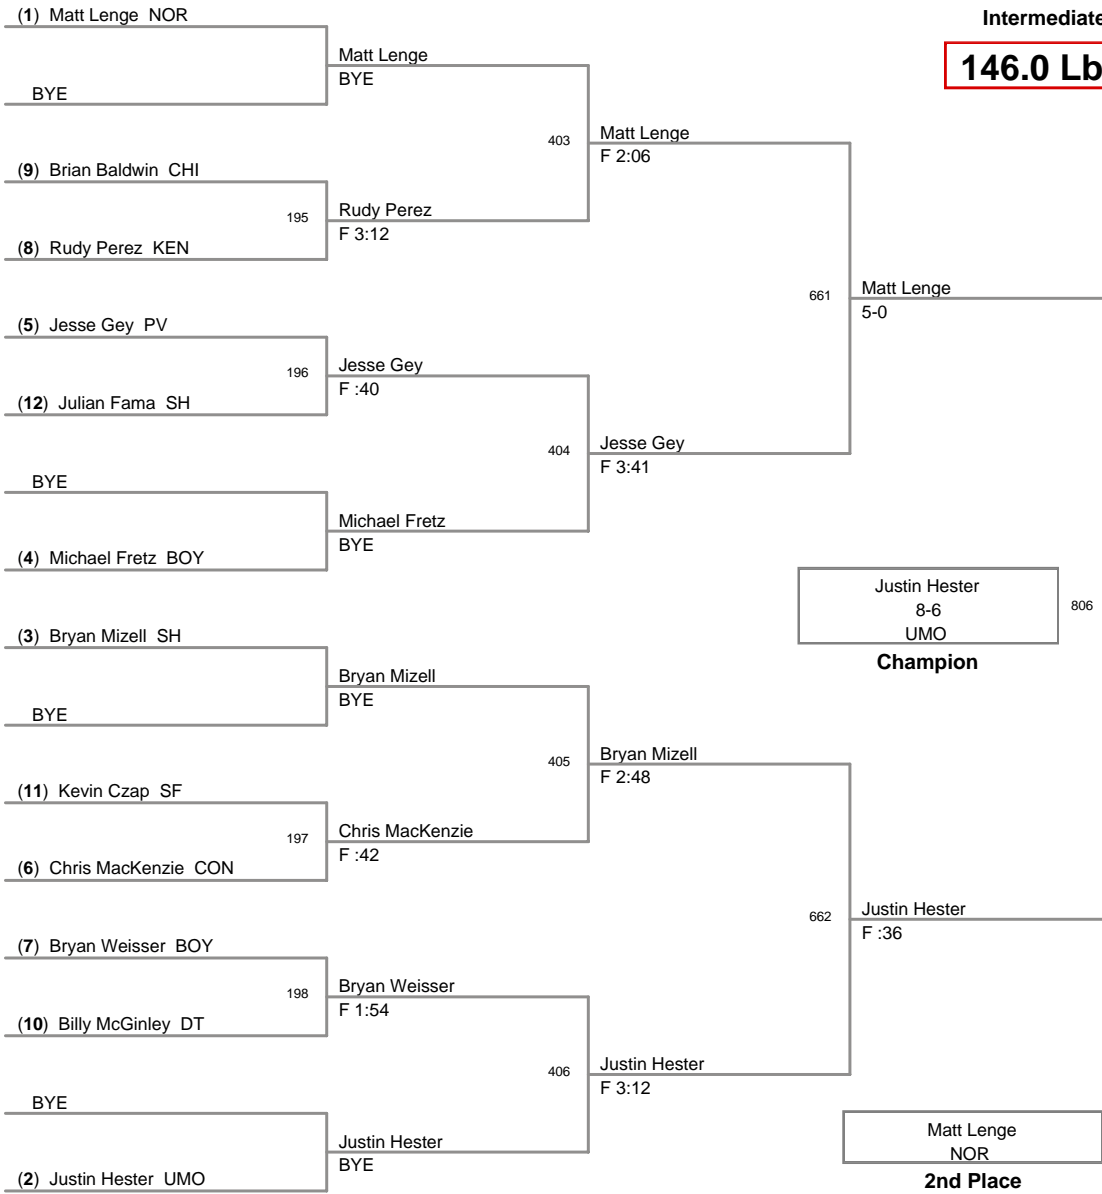 (1) Matt Lenge NOR
Intermediate
Matt Lenge
BYE
146.0 Lb
BYE
403
Matt Lenge
F 2:06
(9) Brian Baldwin CHI
195
Rudy Perez
F 3:12
(8) Rudy Perez KEN
661
Matt Lenge
5-0
(5) Jesse Gey PV
196
Jesse Gey
F :40
(12) Julian Fama SH
404
Jesse Gey
F 3:41
BYE
Michael Fretz
BYE
(4) Michael Fretz BOY
Justin Hester
8-6
UMO
806
Champion
(3) Bryan Mizell SH
Bryan Mizell
BYE
BYE
405
Bryan Mizell
F 2:48
(11) Kevin Czap SF
197
Chris MacKenzie
F :42
(6) Chris MacKenzie CON
662
Justin Hester
F :36
(7) Bryan Weisser BOY
198
Bryan Weisser
F 1:54
(10) Billy McGinley DT
406
Justin Hester
F 3:12
BYE
Justin Hester
BYE
(2) Justin Hester UMO
Matt Lenge
NOR
2nd Place